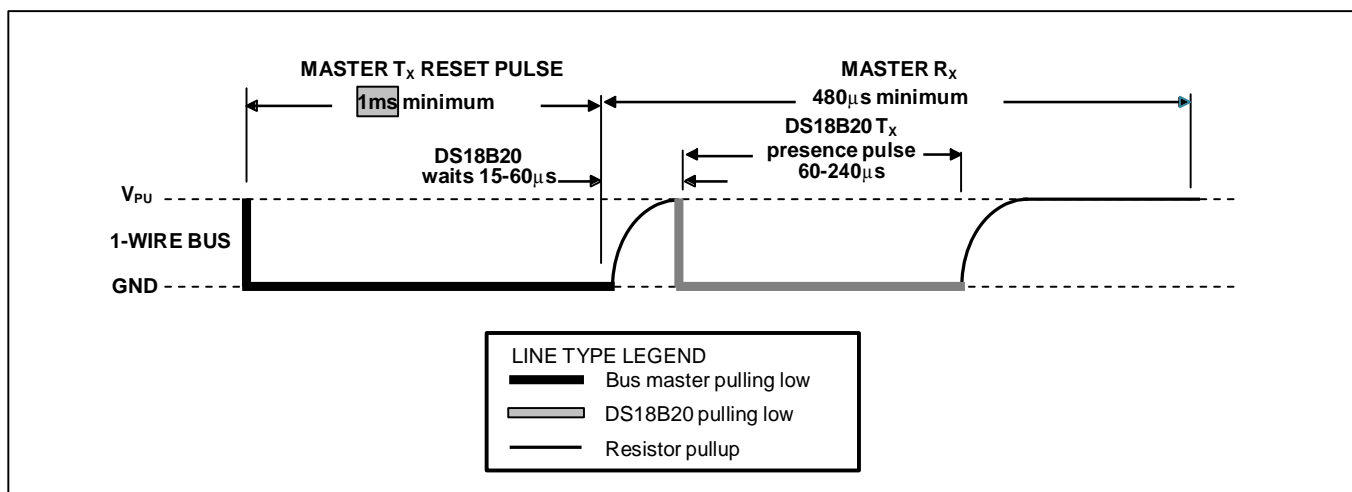 MASTER TX RESET PULSE
1ms minimum
MASTER RX
480μs minimum
DS18B20 TX
presence pulse
60-240μs
DS18B20
waits 15-60μs
VPU
1-WIRE BUS
GND
LINE TYPE LEGEND
Bus master pulling low
DS18B20 pulling low
Resistor pullup